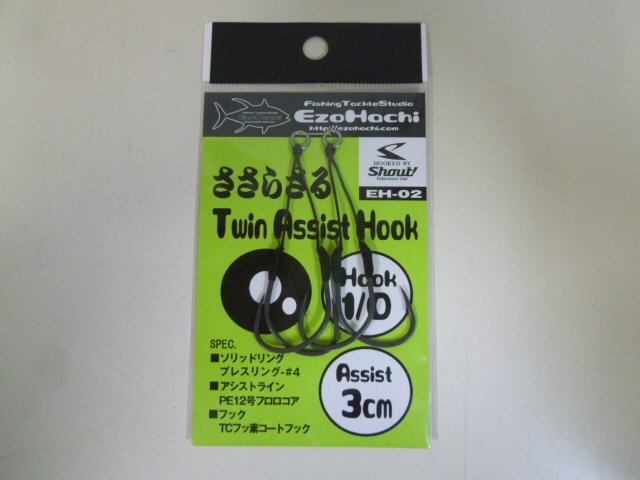 FishingTackleStudio
EzoHachi
http://ezohachi.com
HOOKED BY
Shout!
Fisherman's Tool
EH-02
ささらさる
Twin Assist Hook
Hook
1/0
SPEC.
■ソリッドリング
プレスリング-#4
■アシストライン
PE12号フロロコア
■フック
TCフッ素コートフック
Assist
3cm